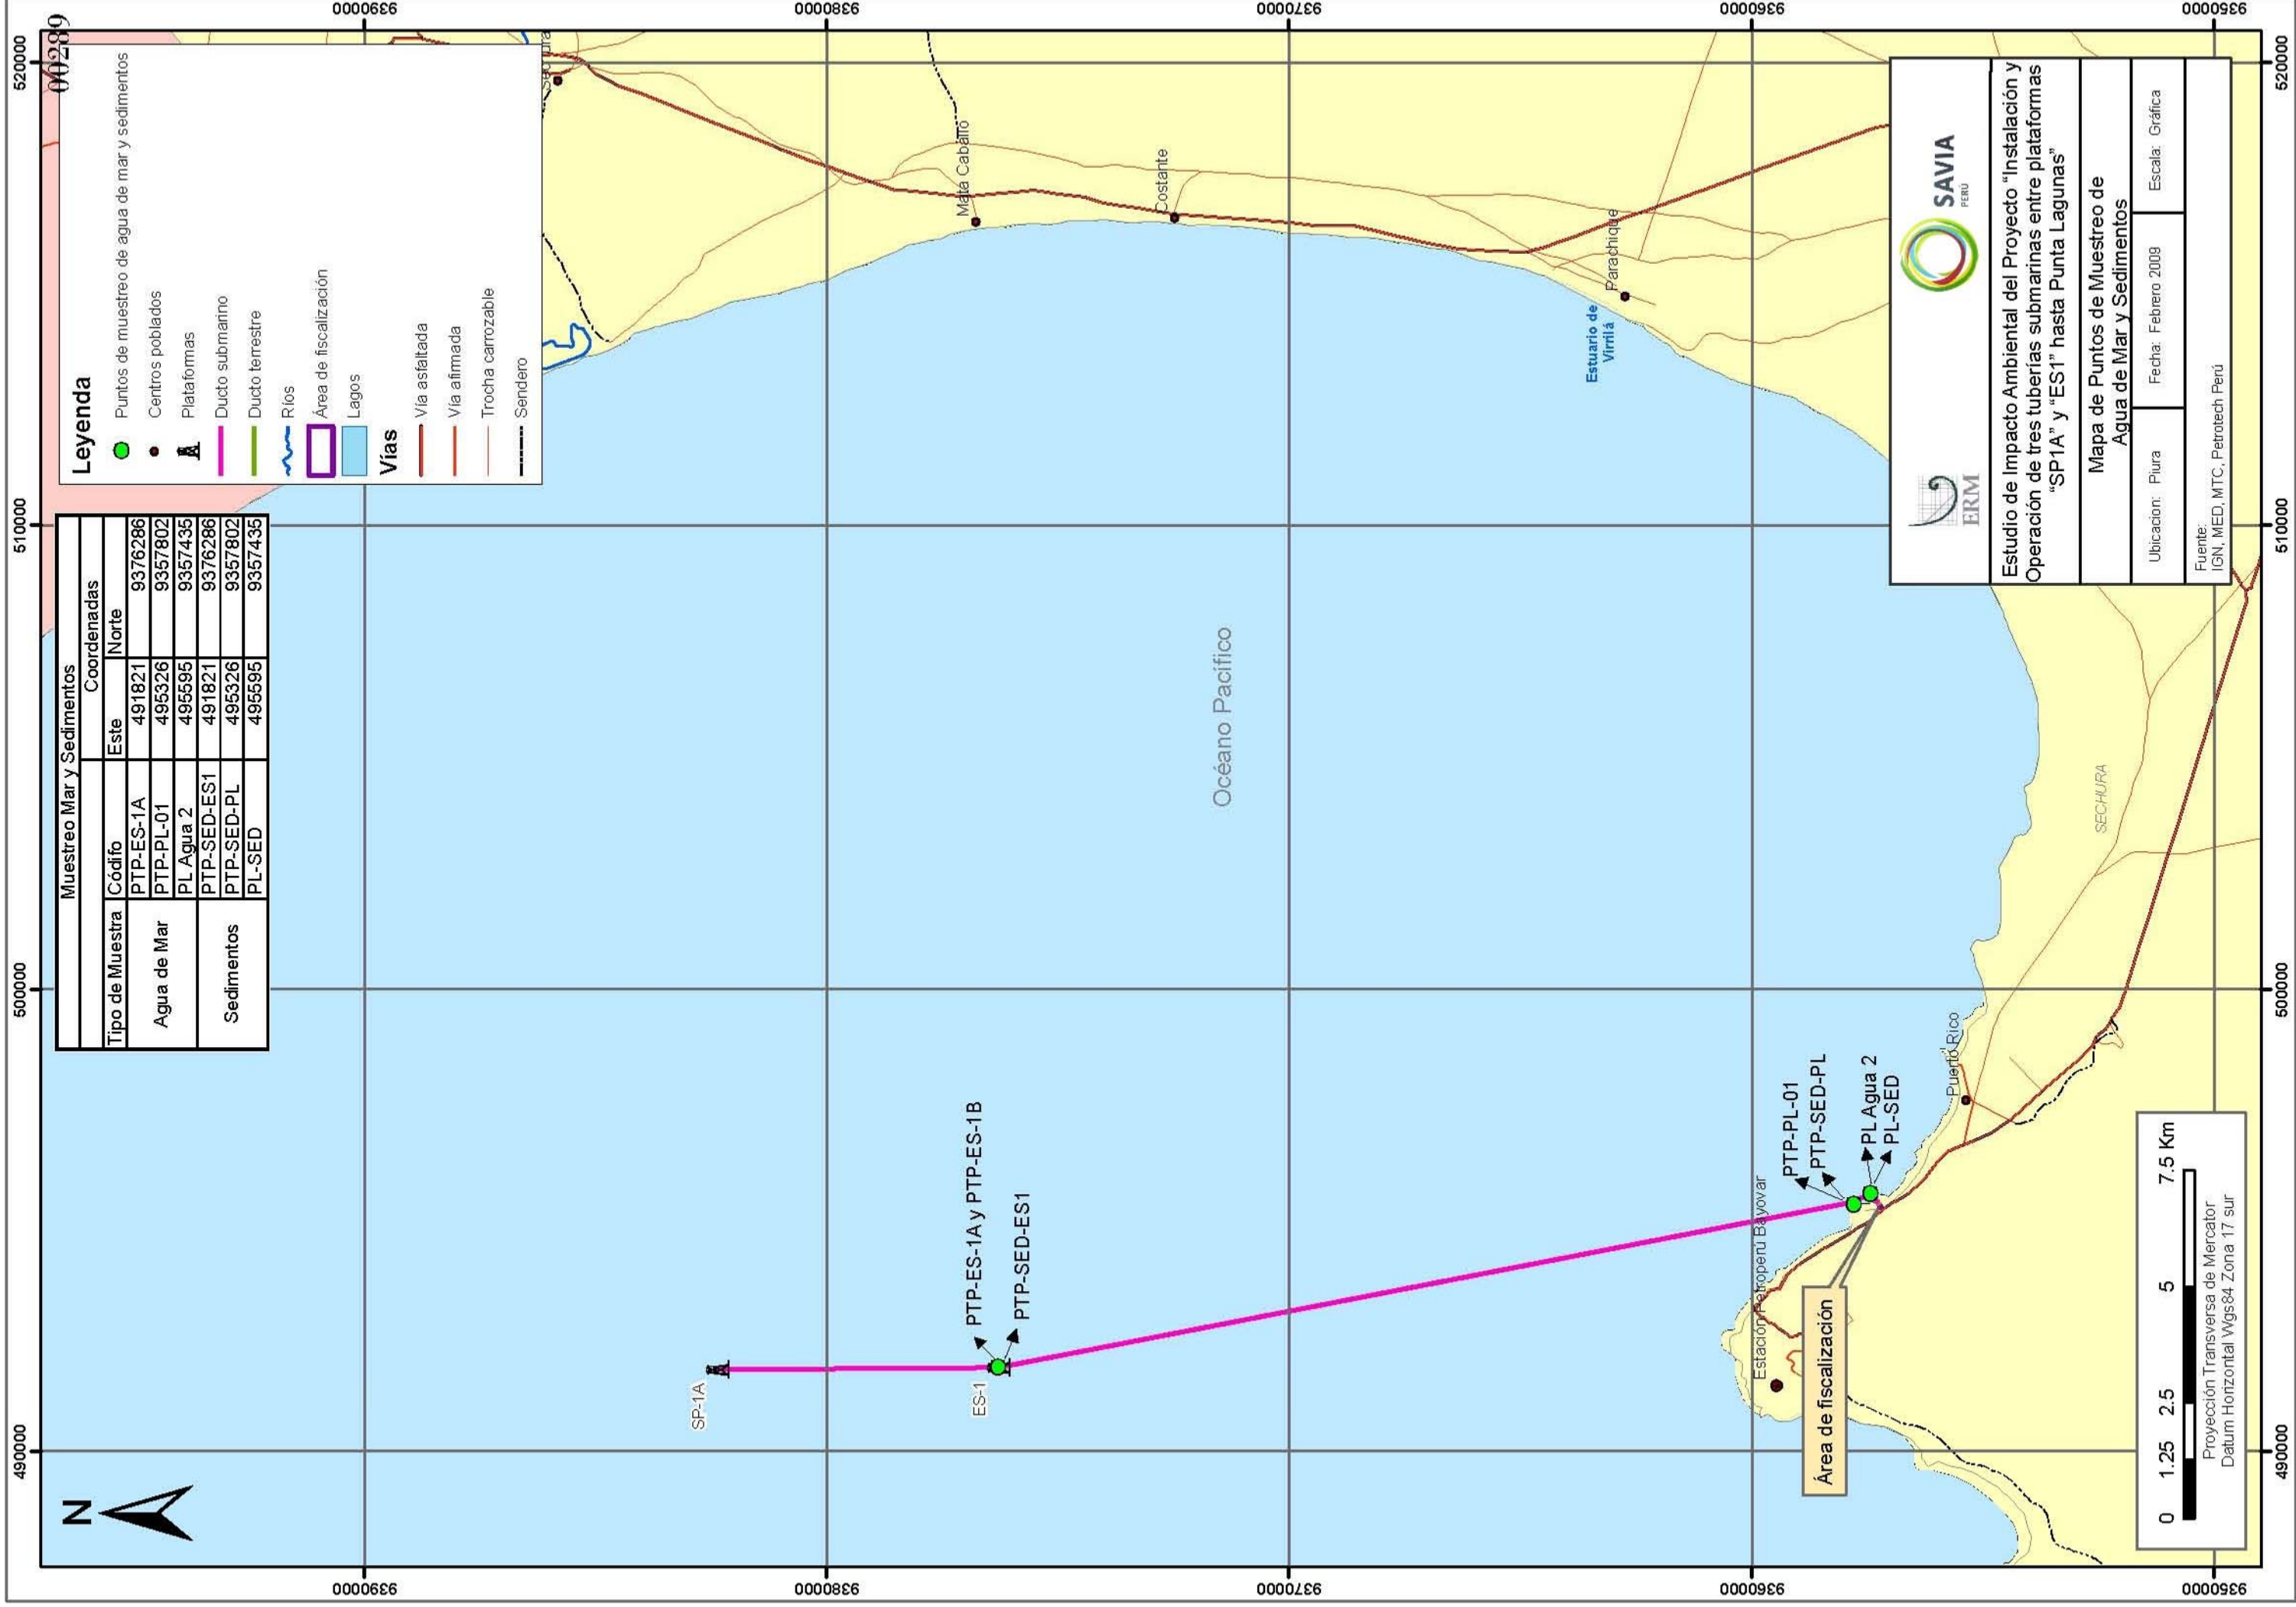 00289
520000
510000
500000
490000
N
Muestreo Mar y Sedimentos
Coordenadas
Tipo de Muestra Códifo Este Norte
Agua de Mar
PTP-ES-1A 491821 9376286
PTP-PL-01 495326 9357802
PL Agua 2 495595 9357435
Sedimentos
PTP-SED-ES1 491821 9376286
PTP-SED-PL 495326 9357802
PL-SED 495595 9357435
Leyenda
Puntos de muestreo de agua de mar y sedimentos
Centros poblados
Plataformas
Ducto submarino
Ducto terrestre
Ríos
Área de fiscalización
Lagos
Vías
Vía asfaltada
Vía afirmada
Trocha carrozable
Sendero
9390000
9380000
9370000
9360000
9350000
9390000
9380000
9370000
9360000
9350000
SP-1A
ES-1
PTP-ES-1A y PTP-ES-1B
PTP-SED-ES1
Mata Caballo
Costante
Parachique
Estuario de
Virrilá
Océano Pacífico
PTP-PL-01
PTP-SED-PL
PL Agua 2
PL-SED
Estación Petroperú Bayovar
Puerto Rico
SECHURA
Área de fiscalización
0 1.25 2.5 5 7.5 Km
Proyección Transversa de Mercator
Datum Horizontal Wgs84 Zona 17 sur
ERM
SAVIA
PERÚ
Estudio de Impacto Ambiental del Proyecto “Instalación y
Operación de tres tuberías submarinas entre plataformas
“SP1A” y “ES1” hasta Punta Lagunas”
Mapa de Puntos de Muestreo de
Agua de Mar y Sedimentos
Ubicacion: Piura
Fecha: Febrero 2009
Escala: Gráfica
Fuente:
IGN, MED, MTC, Petrotech Perú
490000
500000
510000
520000